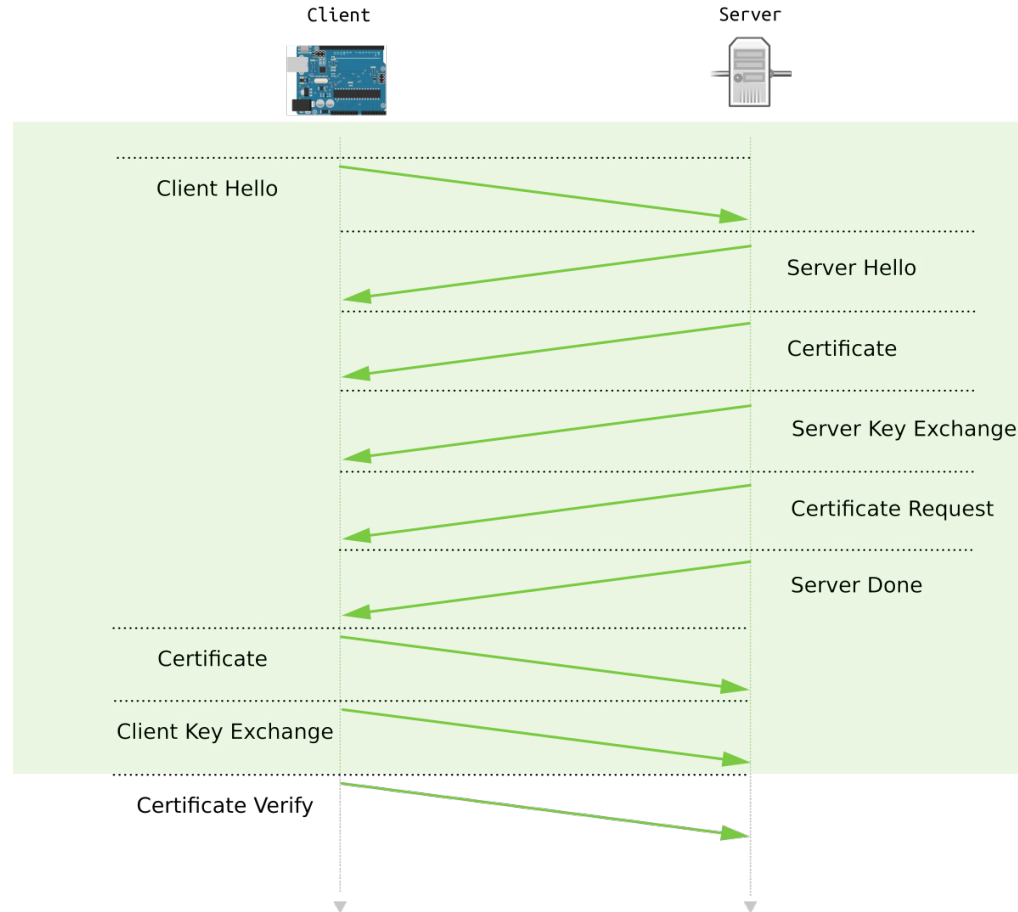 Client
Server
Client Hello
Server Hello
Certificate
Server Key Exchange
Certificate Request
Server Done
Certificate
Client Key Exchange
Certificate Verify